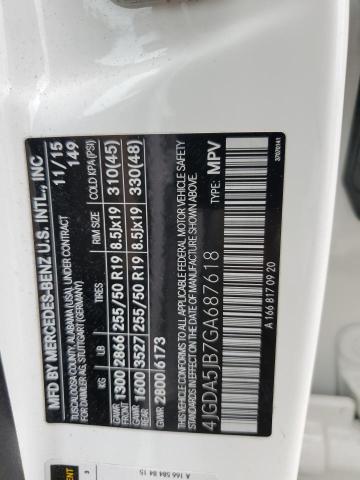 MFD BY MERCEDES-BENZ U.S. INTL., INC 11/15
TUSCALOOSA COUNTY, ALABAMA (USA), UNDER CONTRACT 149
FOR DAIMLER AG, STUTTGART (GERMANY)
KG LB TIRES RIM SIZE COLD KPA(PSI)
GAWR FRONT 1300 2866 255/50 R19 8.5Jx19 310(45)
GAWR REAR 1600 3527 255/50 R19 8.5Jx19 330(48)
GVWR 2800 6173
THIS VEHICLE CONFORMS TO ALL APPLICABLE FEDERAL MOTOR VEHICLE SAFETY
AND THEFT PREVENTION STANDARDS IN EFFECT ON THE
DATE OF MANUFACTURE SHOWN ABOVE. TYPE: MPV
4JGDA5JB7GA687618
A 166 817 09 20
A 166 584 84 15
3